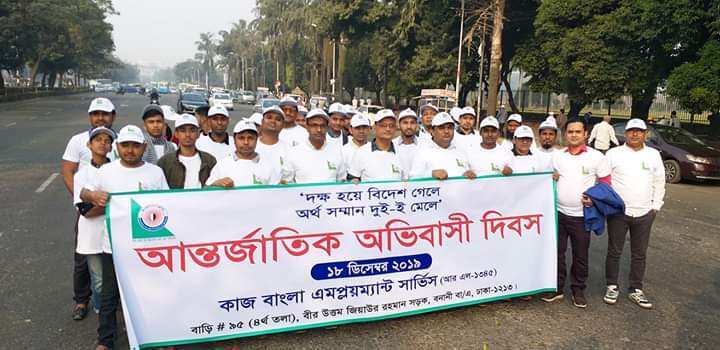 ‘দক্ষ হয়ে বিদেশ গেলে
অর্থ সম্মান দুই-ই মেলে’
আন্তর্জাতিক অভিবাসী দিবস
১৮ ডিসেম্বর ২০১৯
কাজ বাংলা এমপ্লয়ম্যান্ট সার্ভিস (আর এল-১৩৪৫)
বাড়ি # ৯৫ (৪র্থ তলা), বীর উত্তম জিয়াউর রহমান সড়ক, বনানী বা/এ, ঢাকা-১২১৩।